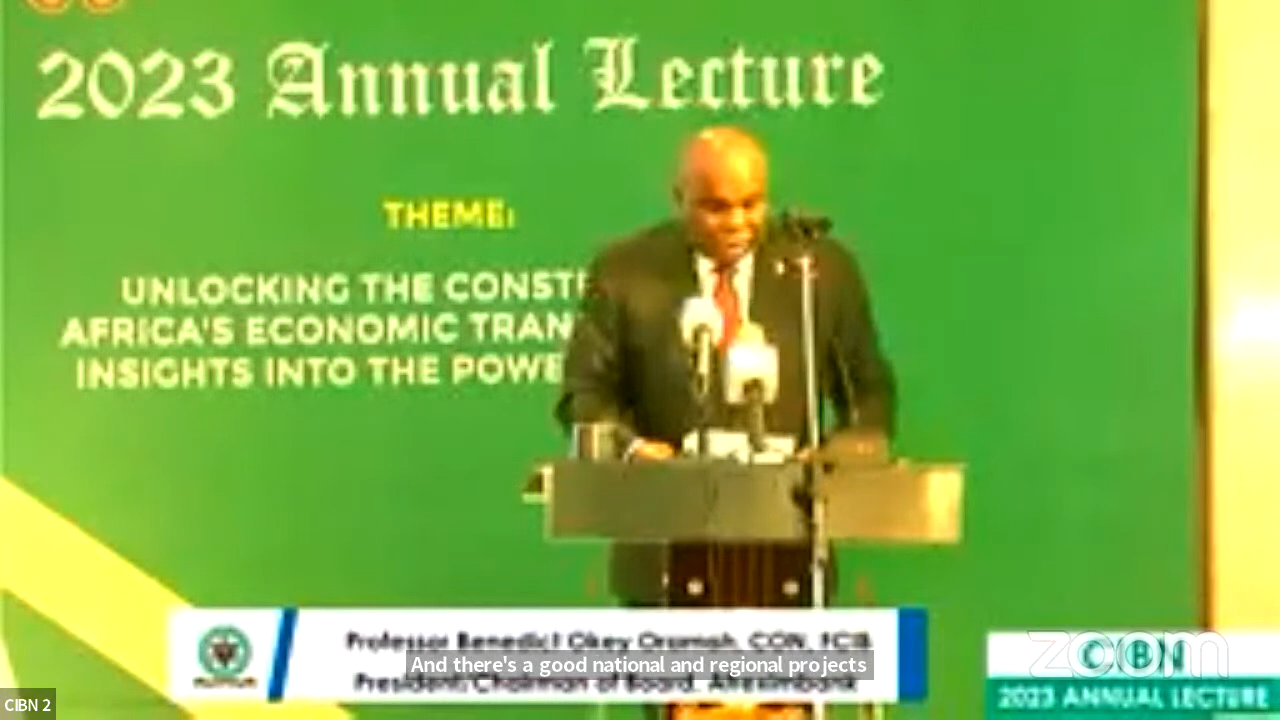 2023 Annual Lecture
THEME:
UNLOCKING THE CONST
AFRICA'S ECONOMIC TRAN
INSIGHTS INTO THE POWE
Professor Benedict Okey Oramah, CON, FCIB
And there's a good national and regional projects
President/Chairman of Board, Afreximbank
zoom
CIBN
2023 ANNUAL LECTURE
CIBN 2